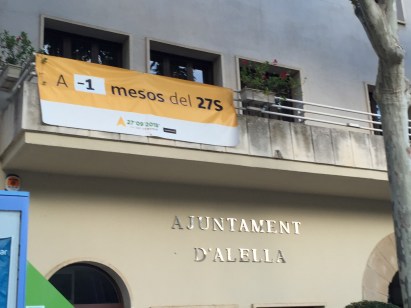 A -1 mesos del 27S
A 27·09·2015
AJUNTAMENT
D'ALELLA